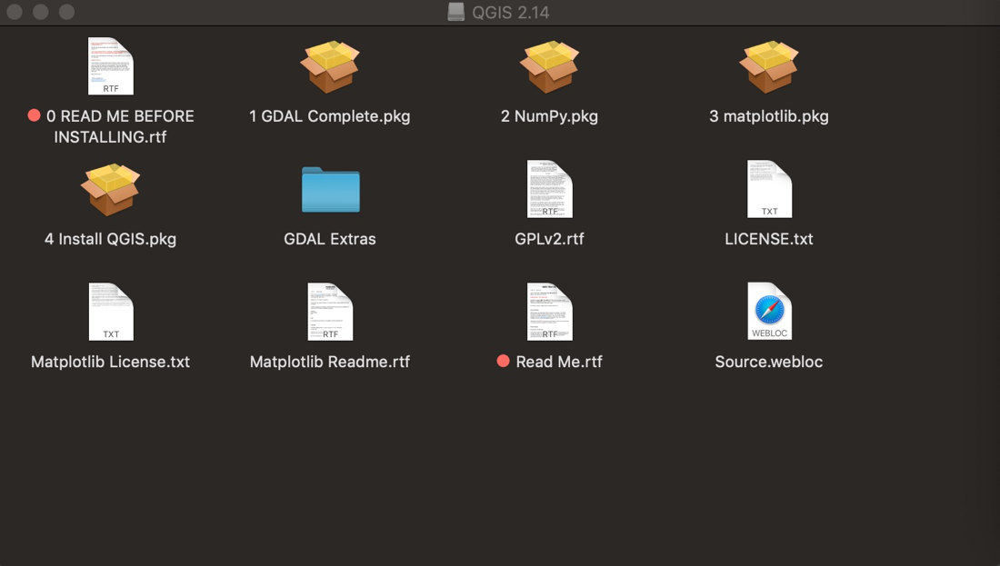 QGIS 2.14
RTF
0 READ ME BEFORE
INSTALLING.rtf
1 GDAL Complete.pkg
2 NumPy.pkg
3 matplotlib.pkg
4 Install QGIS.pkg
GDAL Extras
RTF
GPLv2.rtf
TXT
LICENSE.txt
TXT
Matplotlib License.txt
RTF
Matplotlib Readme.rtf
RTF
Read Me.rtf
WEBLOC
Source.webloc